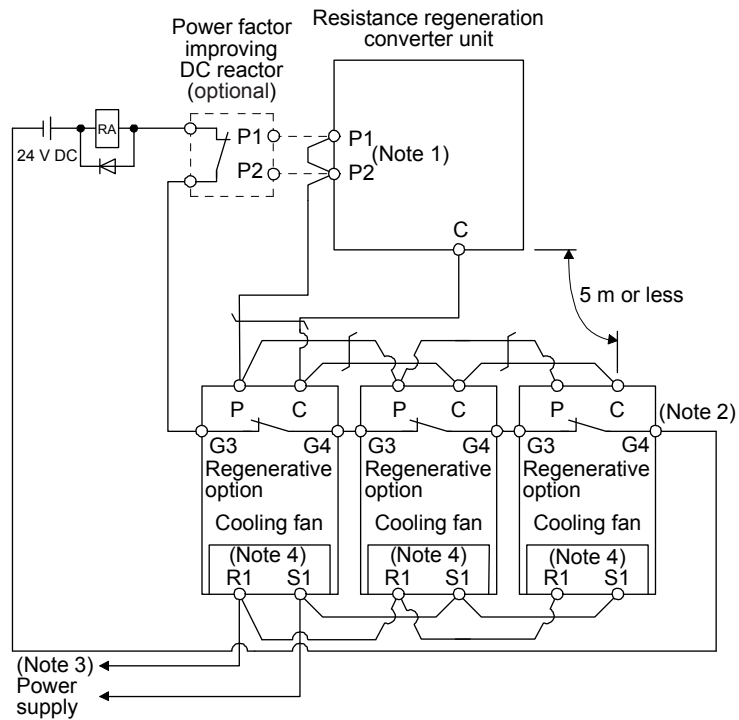 Power factor
improving
DC reactor
(optional)
Resistance regeneration
converter unit
RA
24 V DC
P1
P1
(Note 1)
P2
P2
C
5 m or less
P
C
P
C
P
C
(Note 2)
G3
G4
G3
G4
G3
G4
Regenerative
option
Regenerative
option
Regenerative
option
Cooling fan
Cooling fan
Cooling fan
(Note 4)
(Note 4)
(Note 4)
R1
S1
R1
S1
R1
S1
(Note 3)
Power
supply